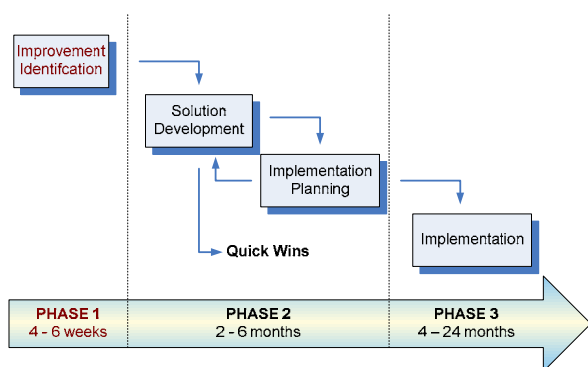 Improvement
Identifcation
Solution
Development
Implementation
Planning
Quick Wins
Implementation
PHASE 1
4 - 6 weeks
PHASE 2
2 - 6 months
PHASE 3
4 – 24 months